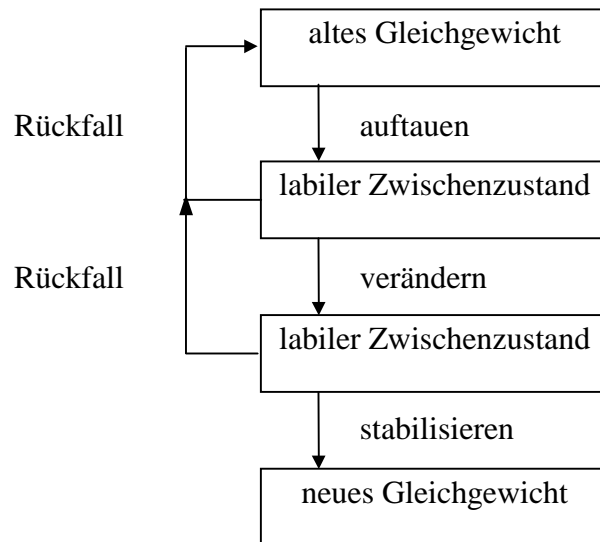 altes Gleichgewicht
Rückfall
auftauen
labiler Zwischenzustand
Rückfall
verändern
labiler Zwischenzustand
stabilisieren
neues Gleichgewicht